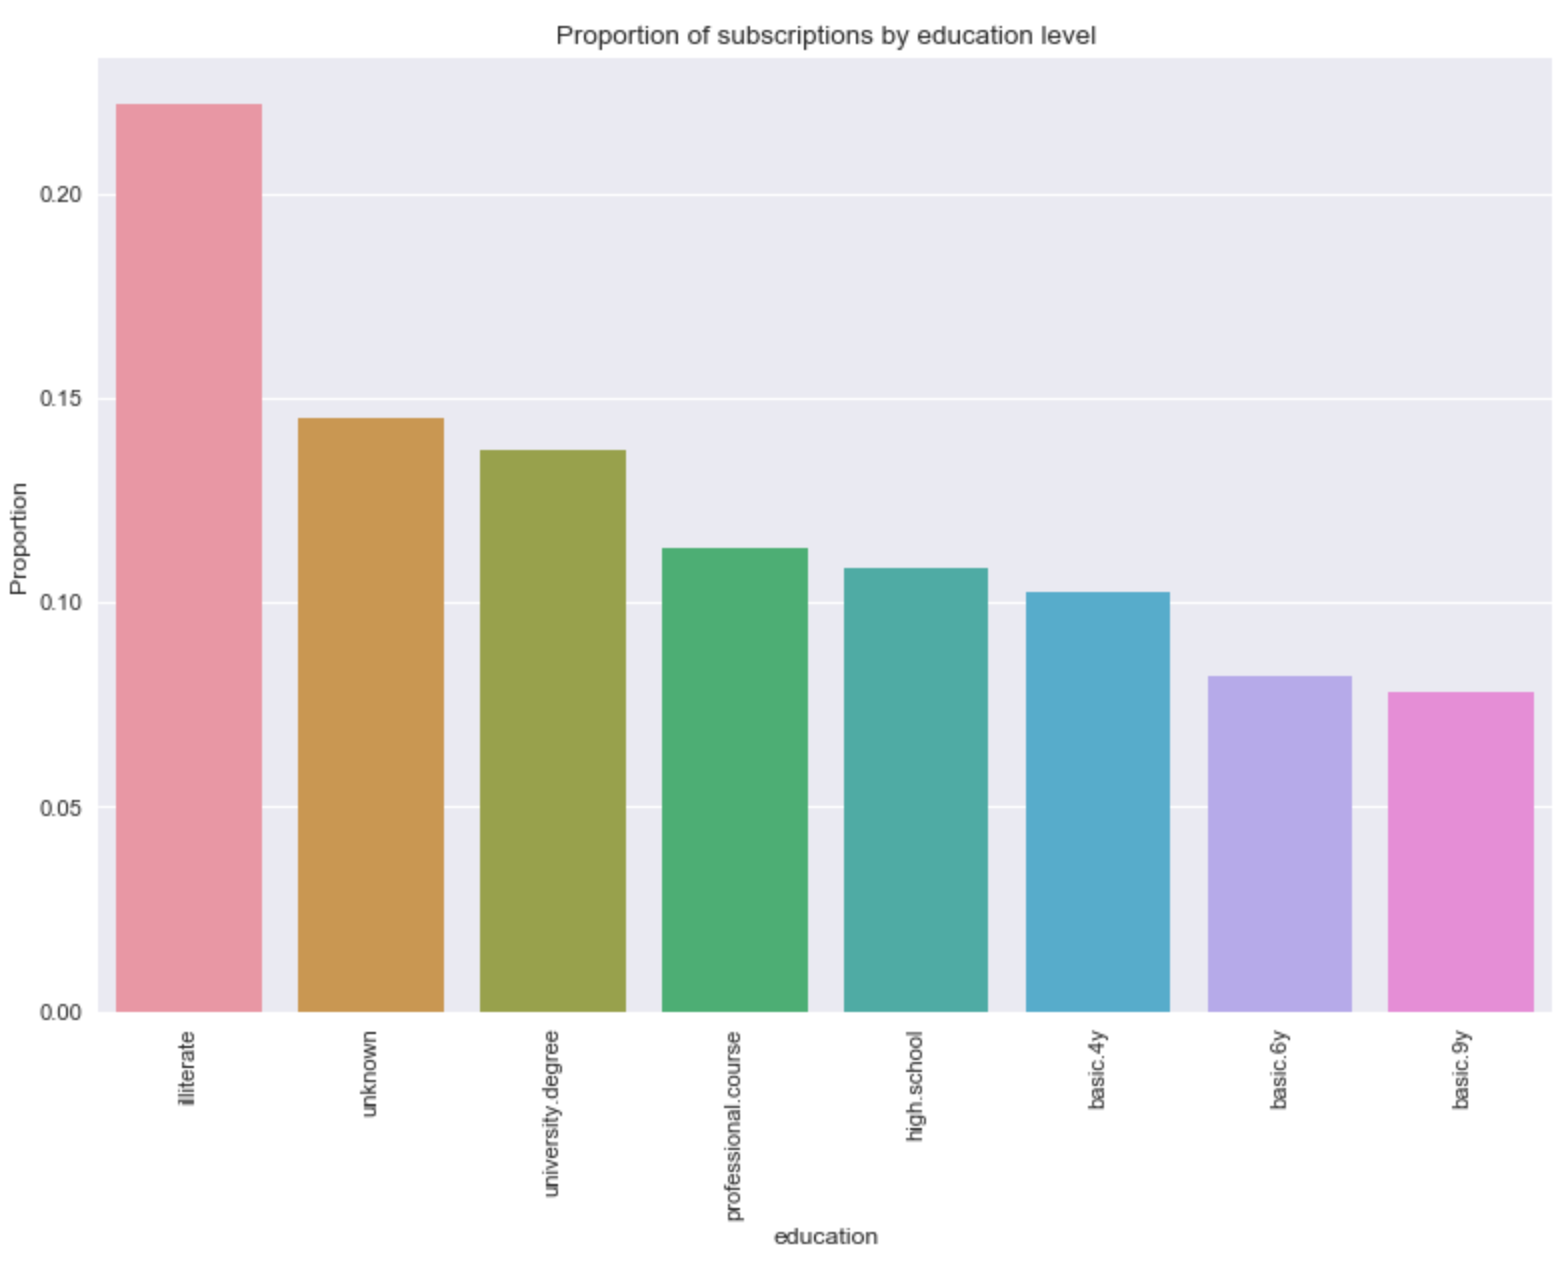 Proportion of subscriptions by education level
Proportion
0.20
0.15
0.10
0.05
0.00
illiterate
unknown
university.degree
professional.course
high.school
basic.4y
basic.6y
basic.9y
education